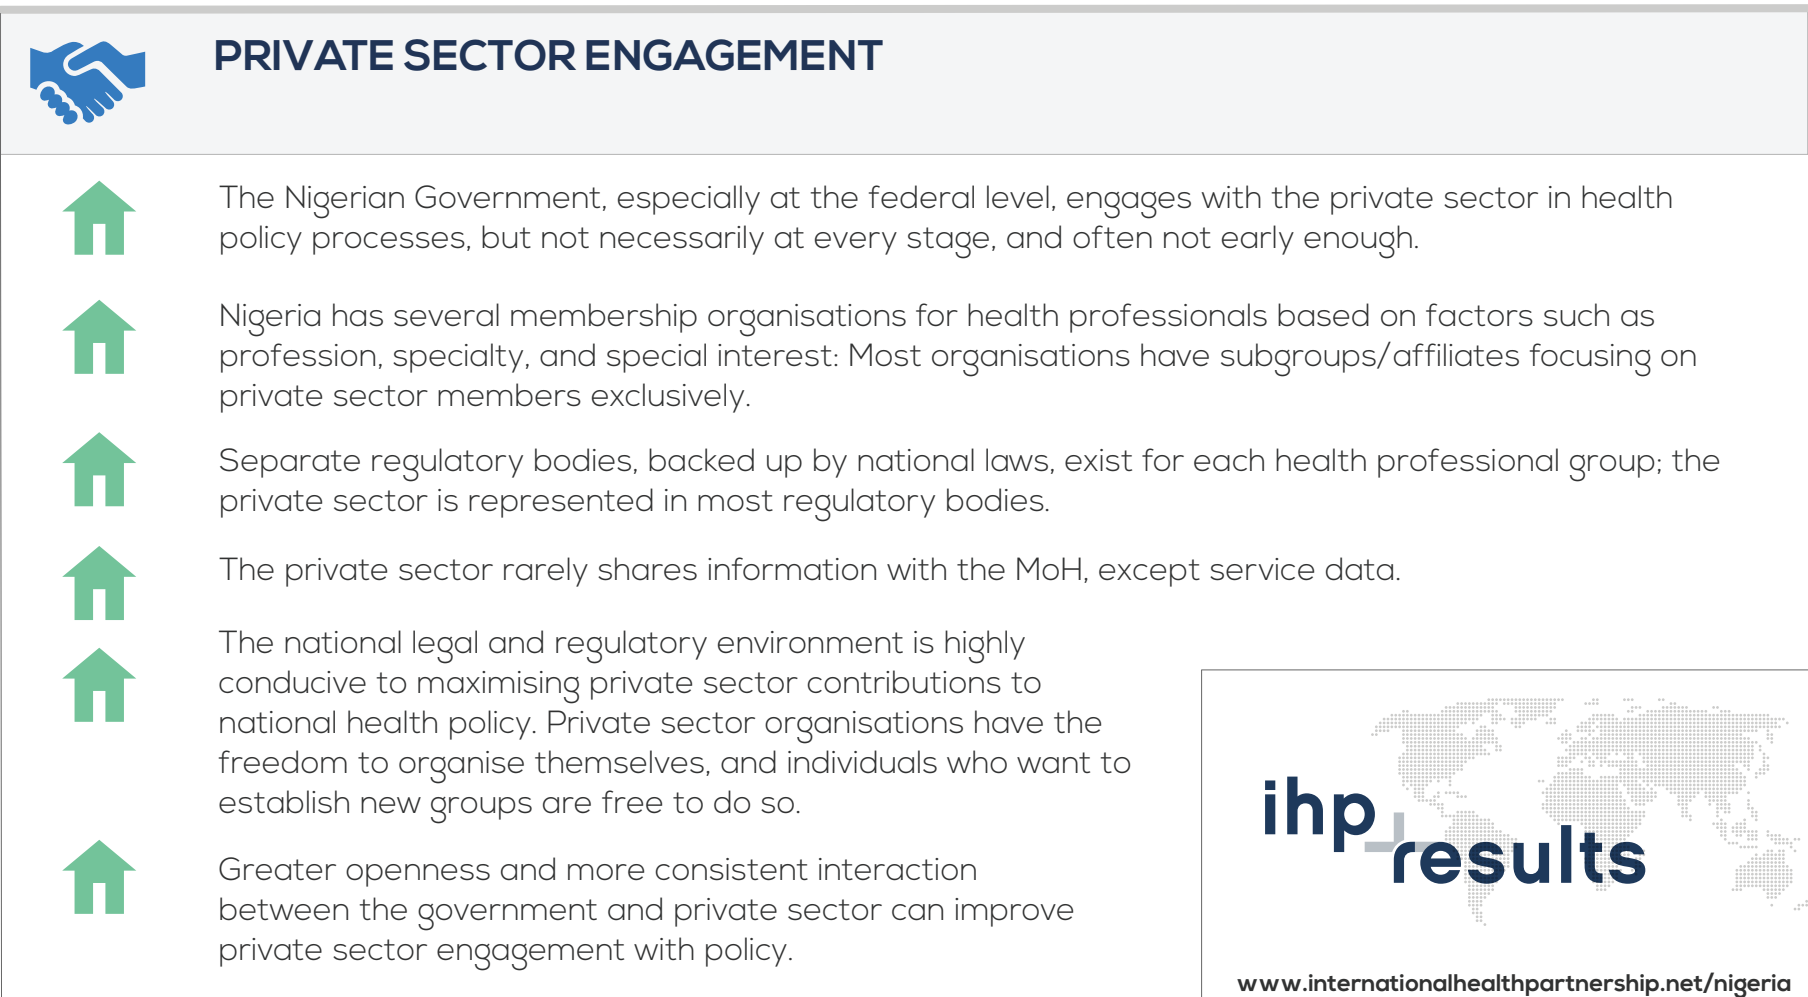 PRIVATE SECTOR ENGAGEMENT
The Nigerian Government, especially at the federal level, engages with the private sector in health
policy processes, but not necessarily at every stage, and often not early enough.
Nigeria has several membership organisations for health professionals based on factors such as
profession, specialty, and special interest: Most organisations have subgroups/affiliates focusing on
private sector members exclusively.
Separate regulatory bodies, backed up by national laws, exist for each health professional group; the
private sector is represented in most regulatory bodies.
The private sector rarely shares information with the MoH, except service data.
The national legal and regulatory environment is highly
conducive to maximising private sector contributions to
national health policy. Private sector organisations have the
freedom to organise themselves, and individuals who want to
establish new groups are free to do so.
Greater openness and more consistent interaction
between the government and private sector can improve
private sector engagement with policy.
ihp+
results
www.internationalhealthpartnership.net/nigeria